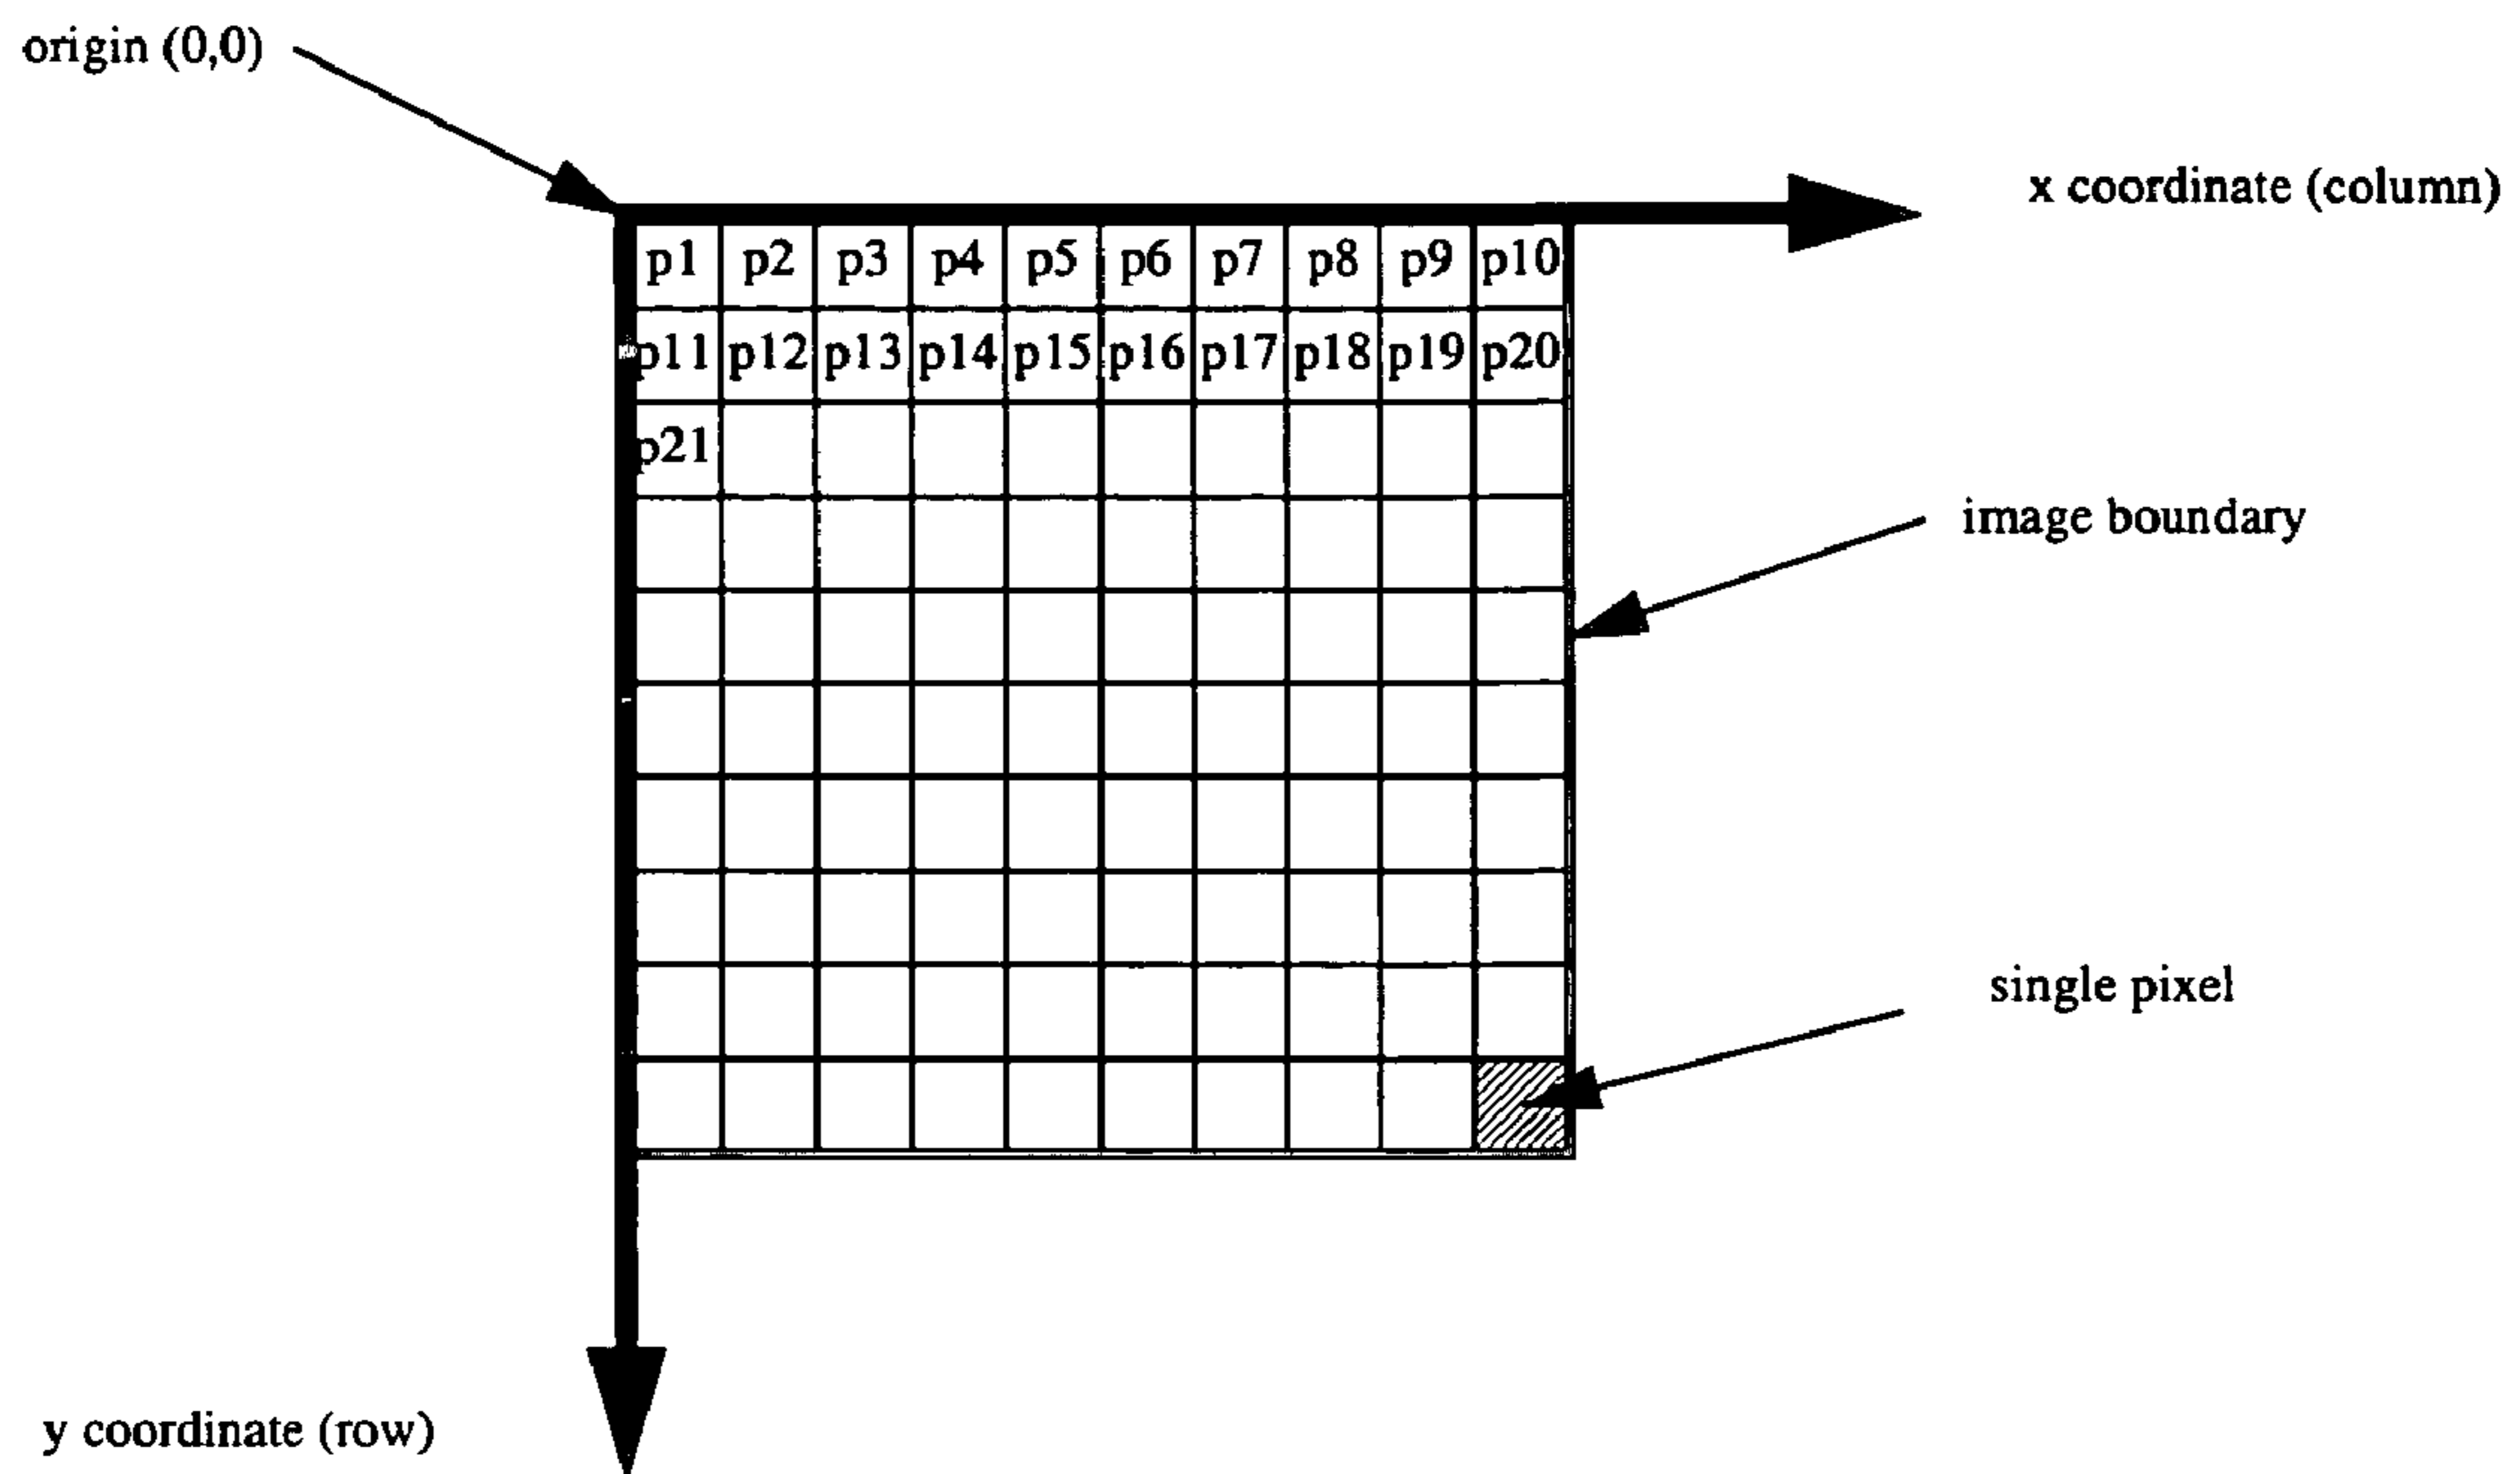 origin (0,0)
x coordinate (column)
p1 p2 p3 p4 p5 p6 p7 p8 p9 p10
p11 p12 p13 p14 p15 p16 p17 p18 p19 p20
p21
image boundary
single pixel
y coordinate (row)